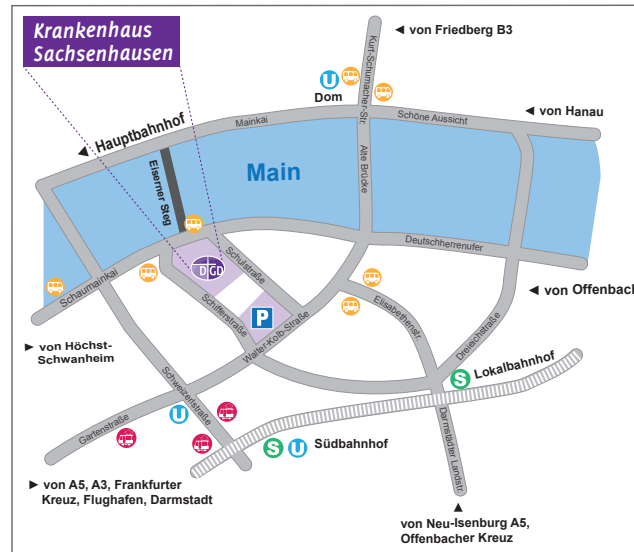 Krankenhaus
Sachsenhausen
◄ von Friedberg B3
Kurt-Schumacher-Str.
U
Dom
◄ von Hanau
◄ Hauptbahnhof
Mainkai
Schöne Aussicht
Eiserner Steg
Main
Alte Brücke
Deutschherrenufer
Schaumainkai
DGD
Schulstraße
Schifferstraße
P
◄ von Offenbach
► von Höchst-
Schwanheim
Walter-Kolb-Straße
Elisabethenstr.
Dreieichstraße
Schweizerstraße
S
Lokalbahnhof
Gartenstraße
U
S
U
Südbahnhof
Darmstädter Landstr.
► von A5, A3, Frankfurter
Kreuz, Flughafen, Darmstadt
▲
von Neu-Isenburg A5,
Offenbacher Kreuz